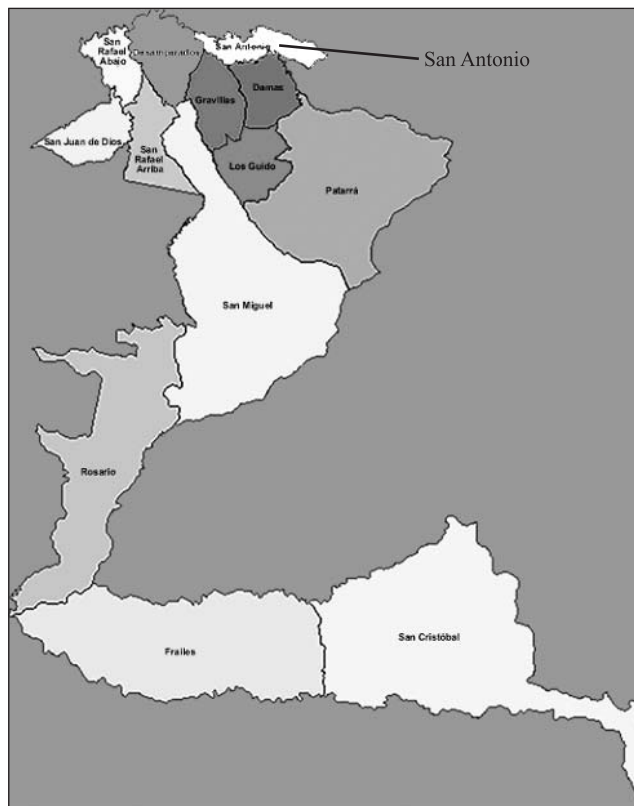 San
Rafael
Abajo
Desamparados
San Antonio
San Antonio
Gravilias
Damas
San Juan de Dios
San
Rafael
Arriba
Los Guido
Patarrá
San Miguel
Rosario
Frailes
San Cristóbal